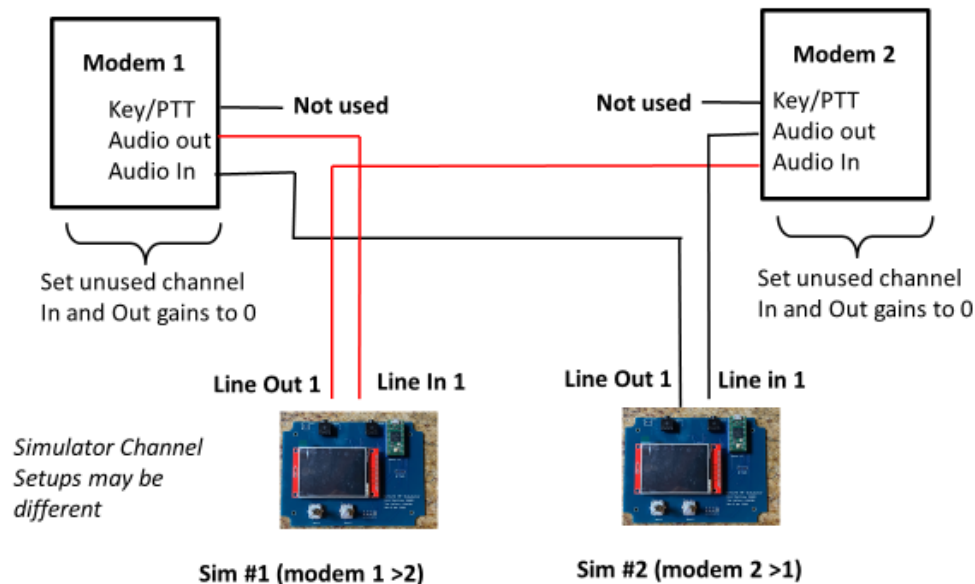 Modem 1
Key/PTT
Audio out
Audio In
Not used
Set unused channel
In and Out gains to 0
Modem 2
Not used
Key/PTT
Audio out
Audio In
Set unused channel
In and Out gains to 0
Line Out 1
Line In 1
Line Out 1
Line in 1
Simulator Channel
Setups may be
different
Sim #1 (modem 1 >2)
Sim #2 (modem 2 >1)